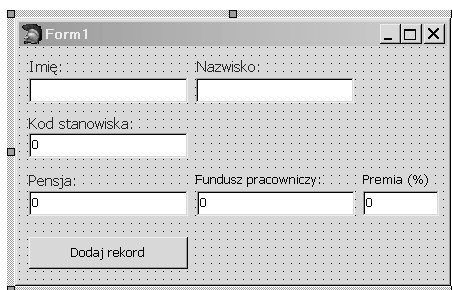 Form1
Imię: Nazwisko:
Kod stanowiska:
0
Pensja: Fundusz pracowniczy: Premia (%)
0 0 0
Dodaj rekord